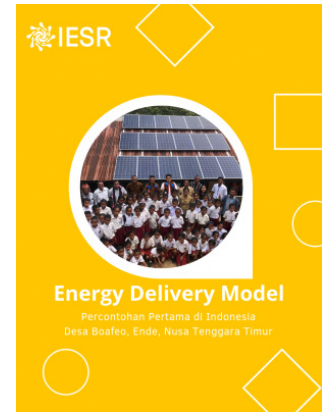 IESR
Energy Delivery Model
Percontohan Pertama di Indonesia
Desa Boafeo, Ende, Nusa Tenggara Timur